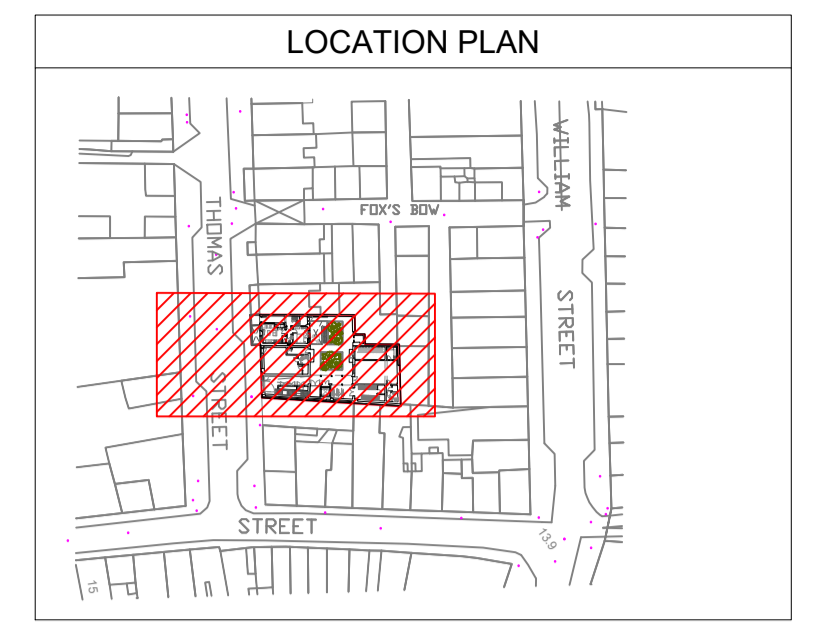 LOCATION PLAN
WILLIAM
STREET
THOMAS
STREET
FOX'S BOW
STREET
13.9
15